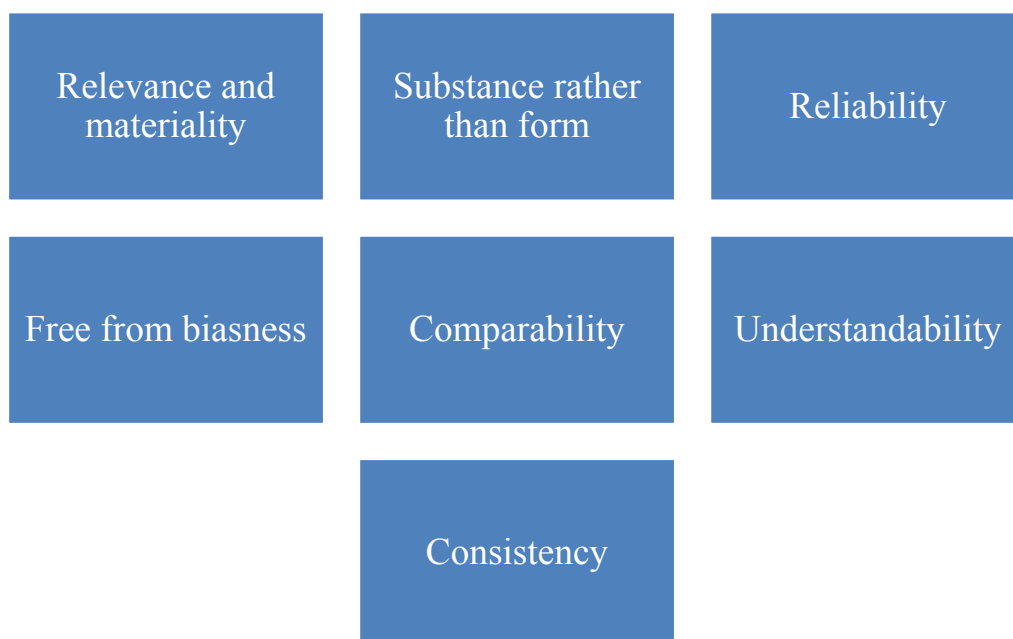 Relevance and
materiality
Substance rather
than form
Reliability
Free from biasness
Comparability
Understandability
Consistency